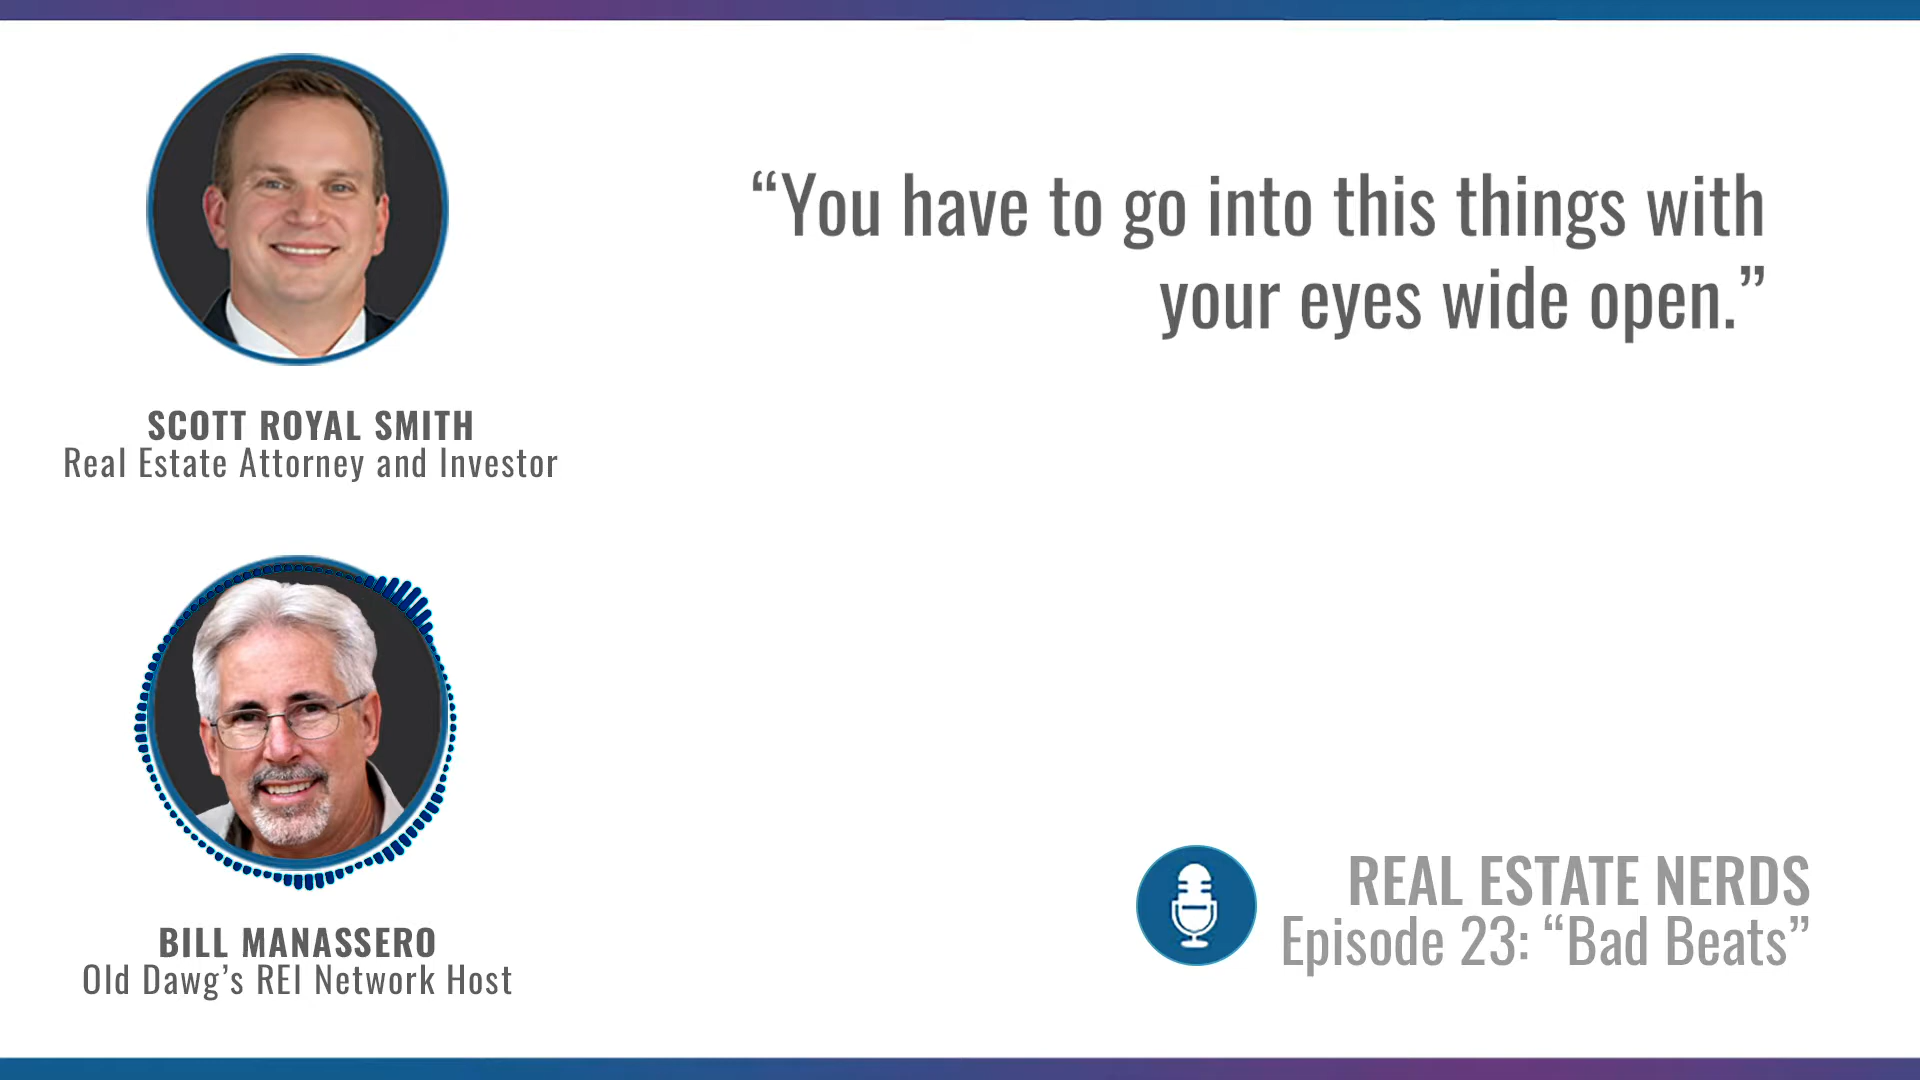 “You have to go into this things with
your eyes wide open.”
SCOTT ROYAL SMITH
Real Estate Attorney and Investor
BILL MANASSERO
Old Dawg’s REI Network Host
REAL ESTATE NERDS
Episode 23: “Bad Beats”